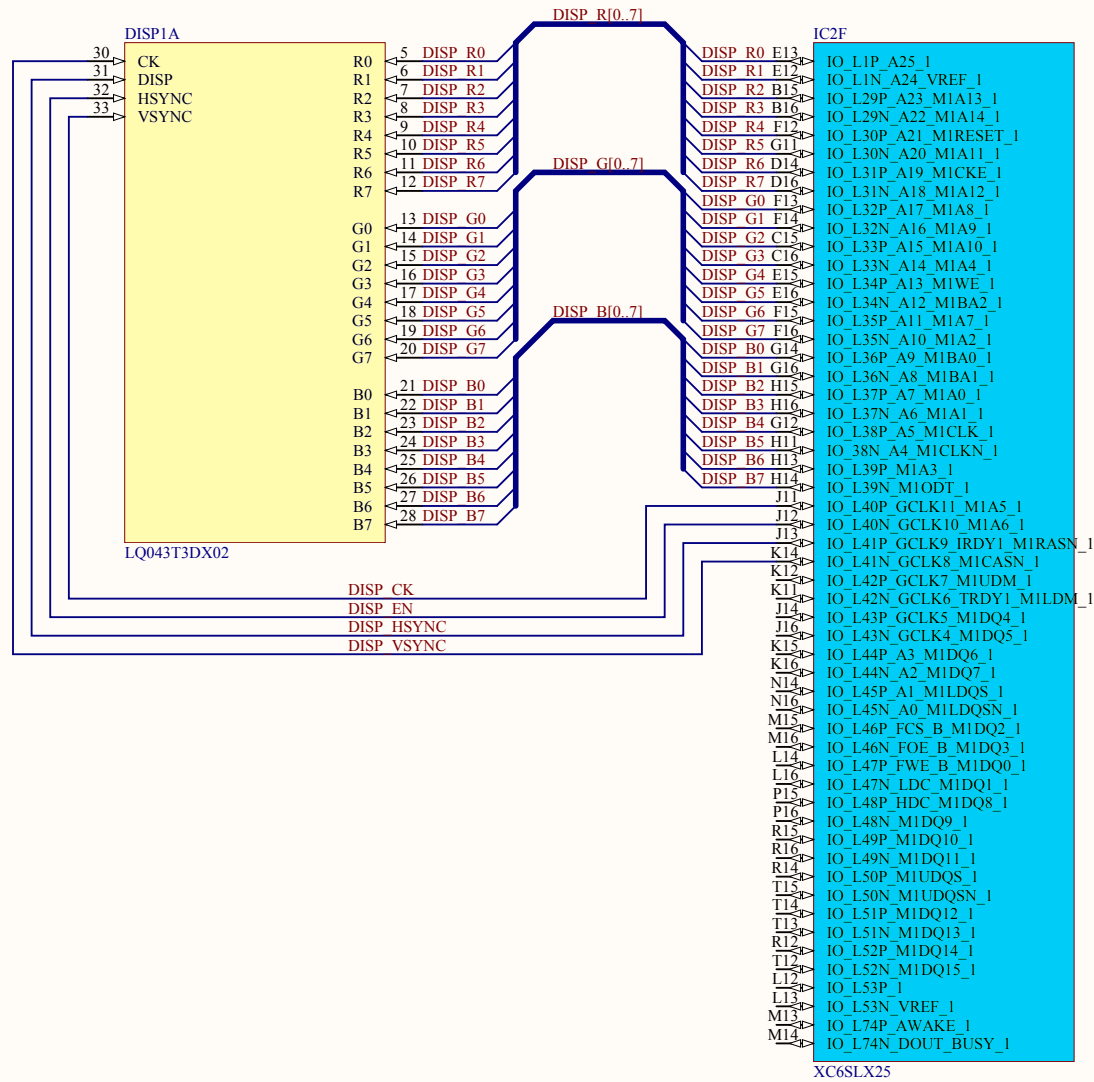 DISP_R[0..7]
DISP1A
IC2F
30 CK R0 5 DISP_R0 DISP_R0 E13 IO_L1P_A25_1
31 DISP R1 6 DISP_R1 DISP_R1 E12 IO_L1N_A24_VREF_1
32 HSYNC R2 7 DISP_R2 DISP_R2 B15 IO_L29P_A23_M1A13_1
33 VSYNC R3 8 DISP_R3 DISP_R3 B16 IO_L29N_A22_M1A14_1
R4 9 DISP_R4 DISP_R4 F12 IO_L30P_A21_M1RESET_1
R5 10 DISP_R5 DISP_R5 G11 IO_L30N_A20_M1A11_1
R6 11 DISP_R6 DISP_G[0..7] DISP_R6 D14 IO_L31P_A19_M1CKE_1
R7 12 DISP_R7 DISP_R7 D16 IO_L31N_A18_M1A12_1
DISP_G0 F13 IO_L32P_A17_M1A8_1
G0 13 DISP_G0 DISP_G1 F14 IO_L32N_A16_M1A9_1
G1 14 DISP_G1 DISP_G2 C15 IO_L33P_A15_M1A10_1
G2 15 DISP_G2 DISP_G3 C16 IO_L33N_A14_M1A4_1
G3 16 DISP_G3 DISP_G4 E15 IO_L34P_A13_M1WE_1
G4 17 DISP_G4 DISP_G5 E16 IO_L34N_A12_M1BA2_1
G5 18 DISP_G5 DISP_B[0..7] DISP_G6 F15 IO_L35P_A11_M1A7_1
G6 19 DISP_G6 DISP_G7 F16 IO_L35N_A10_M1A2_1
G7 20 DISP_G7 DISP_B0 G14 IO_L36P_A9_M1BA0_1
DISP_B1 G16 IO_L36N_A8_M1BA1_1
B0 21 DISP_B0 DISP_B2 H15 IO_L37P_A7_M1A0_1
B1 22 DISP_B1 DISP_B3 H16 IO_L37N_A6_M1A1_1
B2 23 DISP_B2 DISP_B4 G12 IO_L38P_A5_M1CLK_1
B3 24 DISP_B3 DISP_B5 H11 IO_38N_A4_M1CLKN_1
B4 25 DISP_B4 DISP_B6 H13 IO_L39P_M1A3_1
B5 26 DISP_B5 DISP_B7 H14 IO_L39N_M1ODT_1
B6 27 DISP_B6 J11 IO_L40P_GCLK11_M1A5_1
B7 28 DISP_B7 J12 IO_L40N_GCLK10_M1A6_1
LQ043T3DX02 J13 IO_L41P_GCLK9_IRDY1_M1RASN_1
K14 IO_L41N_GCLK8_M1CASN_1
K12 IO_L42P_GCLK7_M1UDM_1
DISP_CK K11 IO_L42N_GCLK6_TRDY1_M1LDM_1
DISP_EN J14 IO_L43P_GCLK5_M1DQ4_1
DISP_HSYNC J16 IO_L43N_GCLK4_M1DQ5_1
DISP_VSYNC K15 IO_L44P_A3_M1DQ6_1
K16 IO_L44N_A2_M1DQ7_1
N14 IO_L45P_A1_M1LDQS_1
N16 IO_L45N_A0_M1LDQSN_1
M15 IO_L46P_FCS_B_M1DQ2_1
M16 IO_L46N_FOE_B_M1DQ3_1
L14 IO_L47P_FWE_B_M1DQ0_1
L16 IO_L47N_LDC_M1DQ1_1
P15 IO_L48P_HDC_M1DQ8_1
P16 IO_L48N_M1DQ9_1
R15 IO_L49P_M1DQ10_1
R16 IO_L49N_M1DQ11_1
R14 IO_L50P_M1UDQS_1
T15 IO_L50N_M1UDQSN_1
T14 IO_L51P_M1DQ12_1
T13 IO_L51N_M1DQ13_1
R12 IO_L52P_M1DQ14_1
T12 IO_L52N_M1DQ15_1
L12 IO_L53P_1
L13 IO_L53N_VREF_1
M13 IO_L74P_AWAKE_1
M14 IO_L74N_DOUT_BUSY_1
XC6SLX25